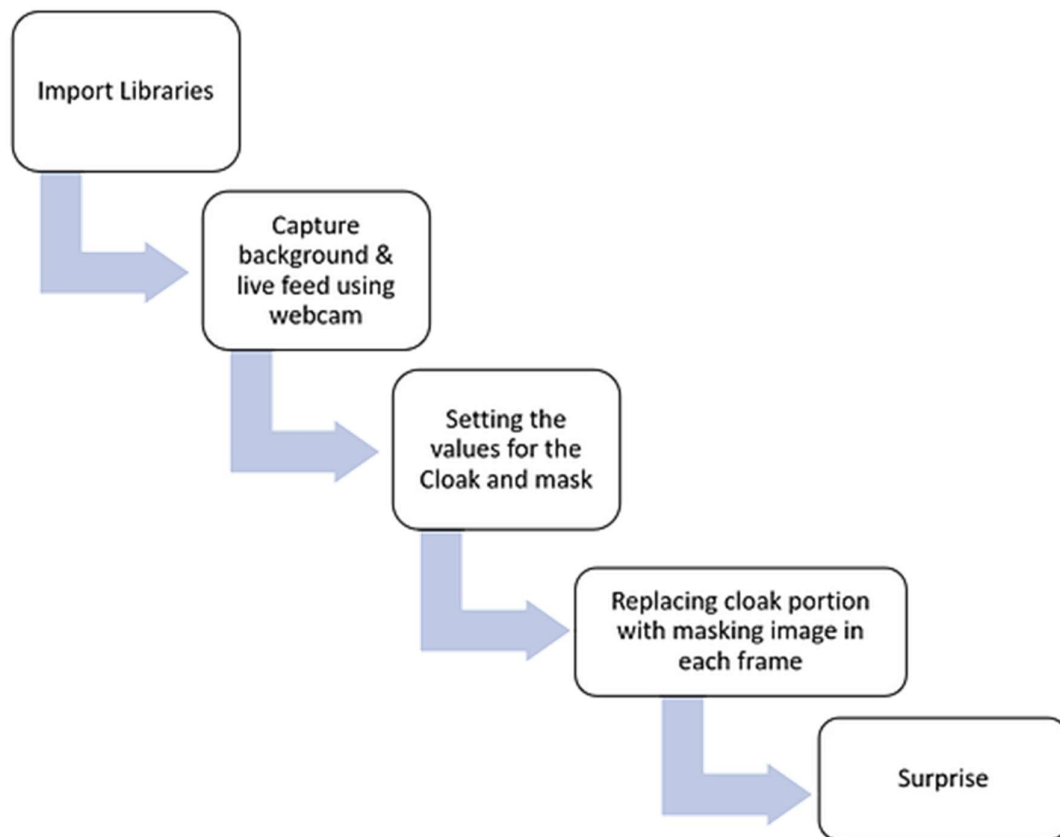 Import Libraries
Capture
background &
live feed using
webcam
Setting the
values for the
Cloak and mask
Replacing cloak portion
with masking image in
each frame
Surprise